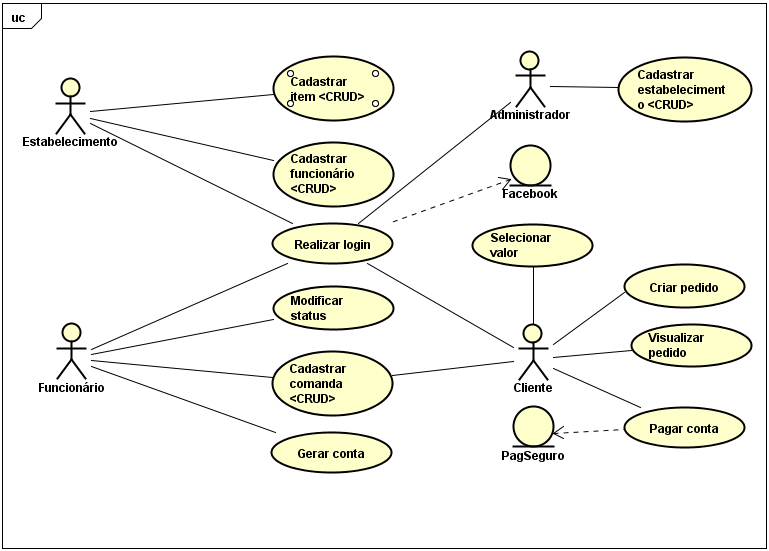 uc
Estabelecimento
Cadastrar
item <CRUD>
Administrador
Cadastrar
estabeleciment
o <CRUD>
Cadastrar
funcionário
<CRUD>
Facebook
Realizar login
Selecionar
valor
Modificar
status
Criar pedido
Funcionário
Cadastrar
comanda
<CRUD>
Cliente
Visualizar
pedido
Gerar conta
PagSeguro
Pagar conta